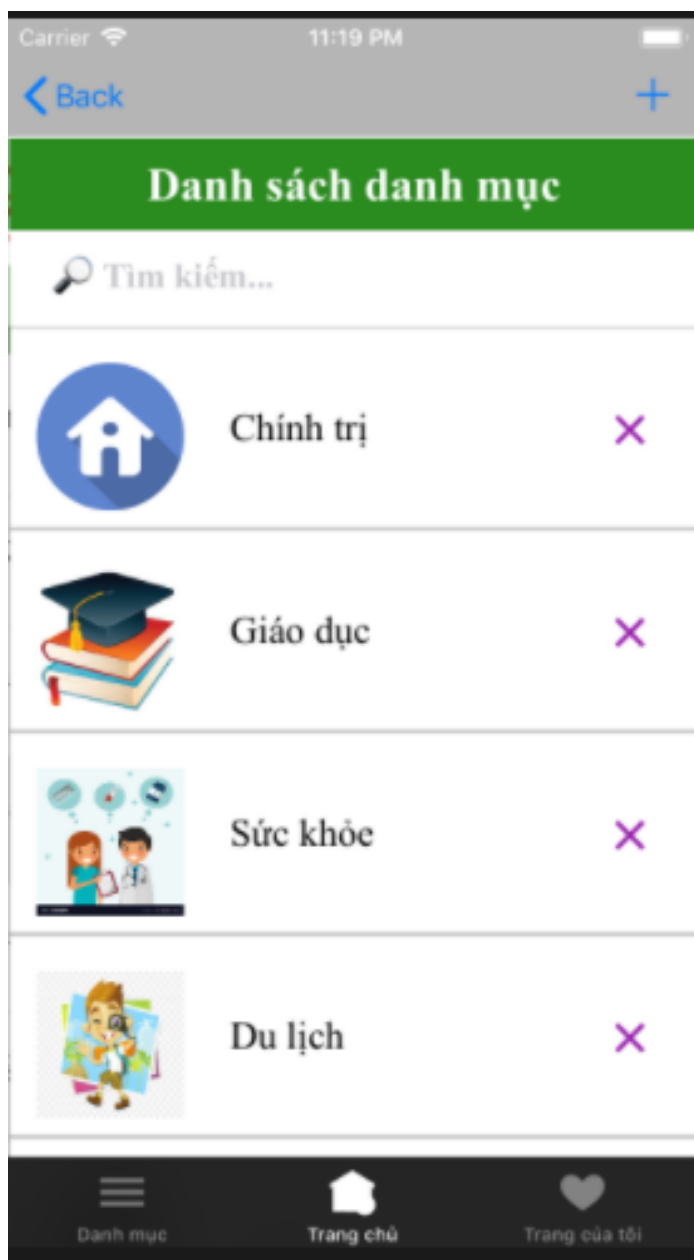 Carrier 11:19 PM
Back +
Danh sách danh mục
Tìm kiếm...
Chính trị
Giáo dục
Sức khỏe
Du lịch
Danh mục Trang chủ Trang của tôi